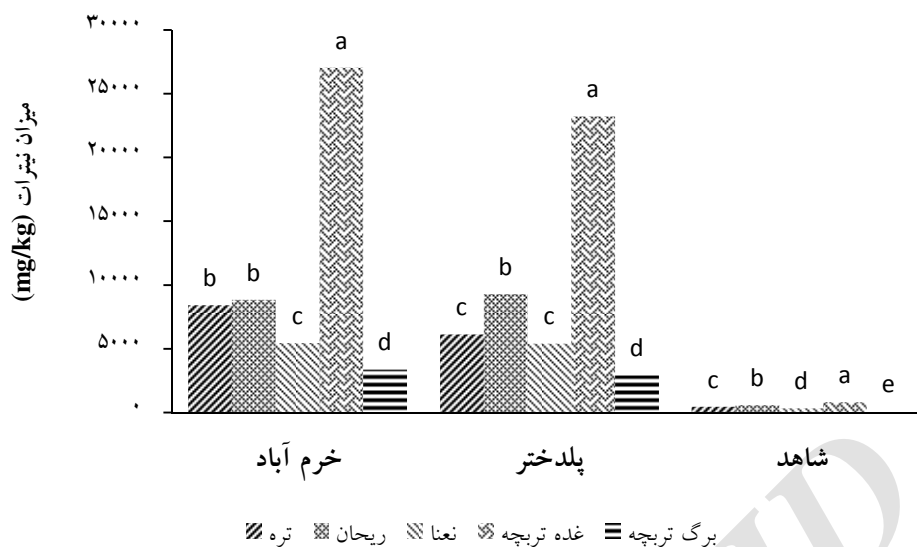 میزان نیترات (mg/kg)
۳۰۰۰۰
۲۵۰۰۰
۲۰۰۰۰
۱۵۰۰۰
۱۰۰۰۰
۵۰۰۰
۰
b b c a d
c b c a d
c b d a e
خرم آباد
پلدختر
شاهد
تره ریحان نعنا غده تربچه برگ تربچه